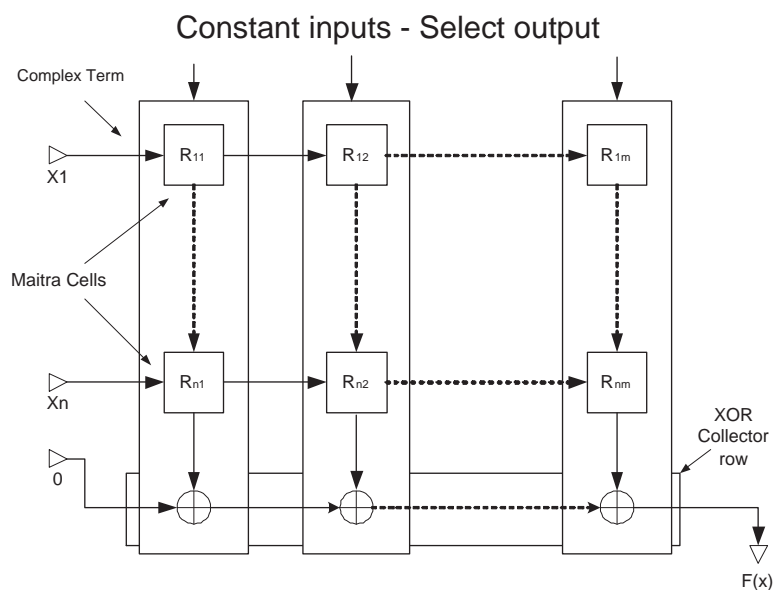 Constant inputs - Select output
Complex Term
X1
R11
R12
R1m
Maitra Cells
Xn
Rn1
Rn2
Rnm
XOR
Collector
row
0
F(x)